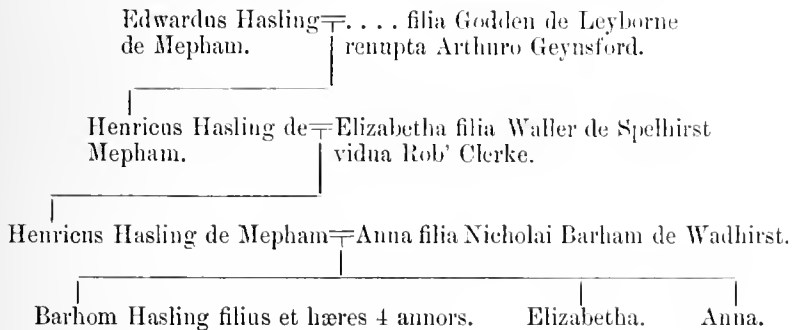 Edwardus Hasling=. . . . filia Godden de Leyborne
de Mepham. renupta Arthuro Geynsford.
Henricus Hasling de=Elizabetha filia Waller de Spelhirst
Mepham. vidua Rob' Clerke.
Henricus Hasling de Mepham=Anna filia Nicholai Barham de Wadhirst.
Barhom Hasling filius et hæres 4 annors. Elizabetha. Anna.